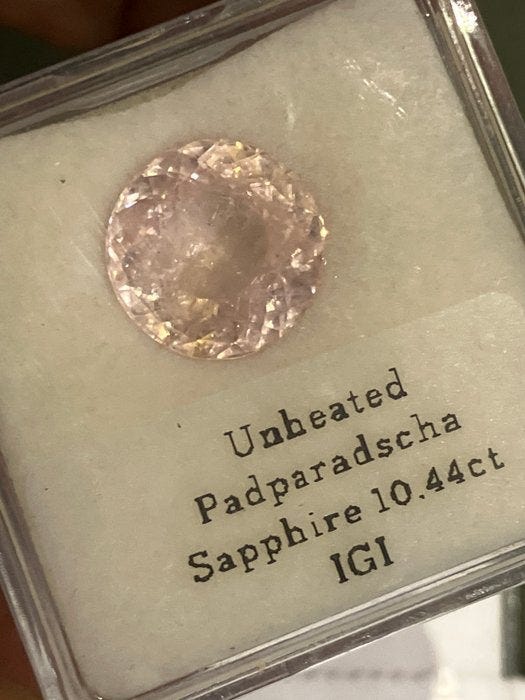 Unheated
Padparadscha
Sapphire 10.44ct
IGI